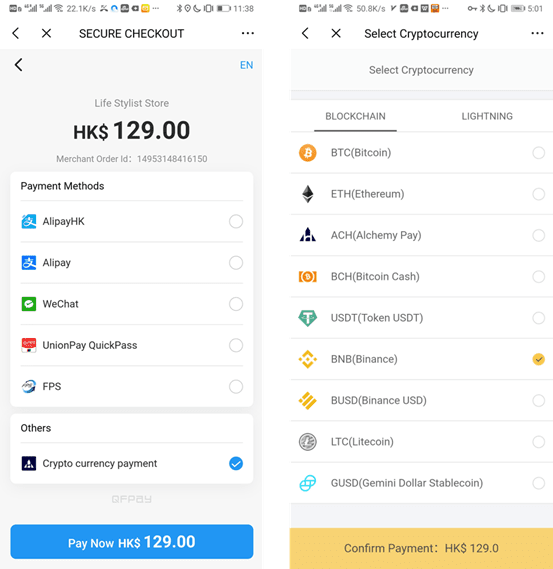 22.1K/s
11:38
SECURE CHECKOUT
EN
Life Stylist Store
HK$ 129.00
Merchant Order Id: 14953148416150
Payment Methods
AlipayHK
Alipay
WeChat
UnionPay QuickPass
FPS
Others
Crypto currency payment
QFPAY
Pay Now HK$ 129.00
50.8K/s
5:01
Select Cryptocurrency
Select Cryptocurrency
BLOCKCHAIN LIGHTNING
BTC(Bitcoin)
ETH(Ethereum)
ACH(Alchemy Pay)
BCH(Bitcoin Cash)
USDT(Token USDT)
BNB(Binance)
BUSD(Binance USD)
LTC(Litecoin)
GUSD(Gemini Dollar Stablecoin)
Confirm Payment: HK$ 129.0